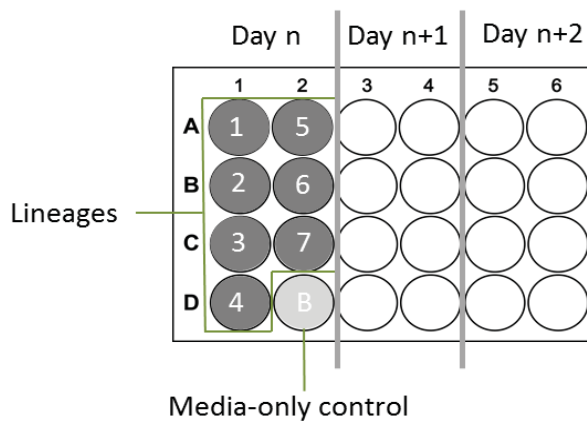 Day n Day n+1 Day n+2
1 2 3 4 5 6
A 1 5
B 2 6
Lineages
C 3 7
D 4 B
Media-only control